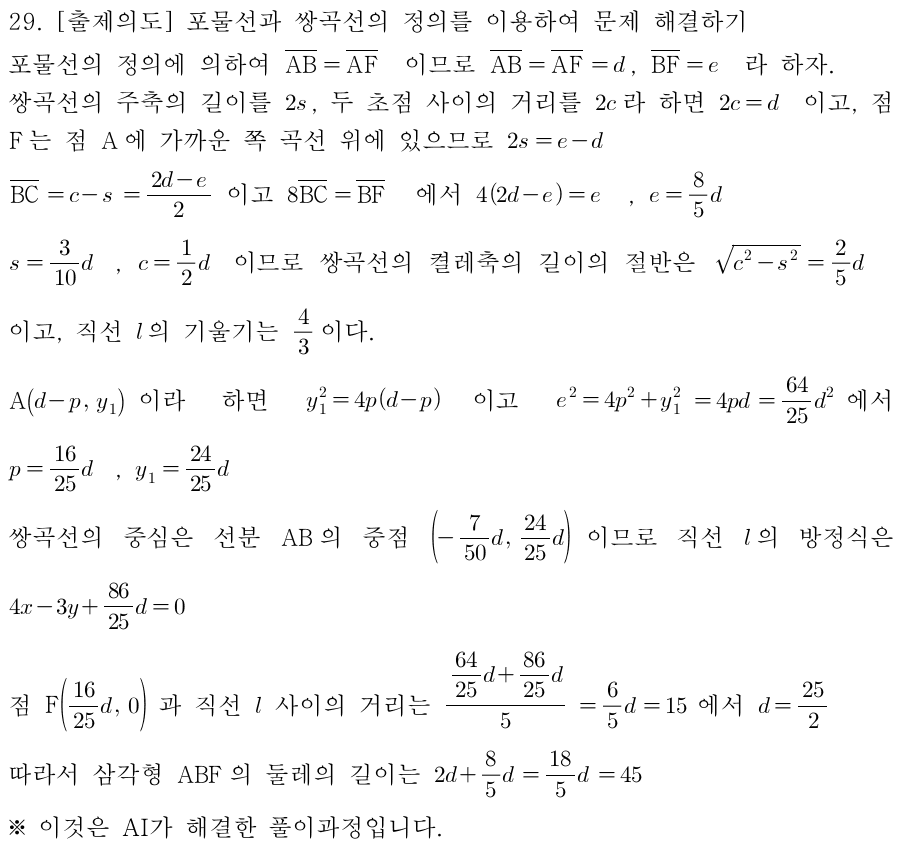 29. [출제의도] 포물선과 쌍곡선의 정의를 이용하여 문제 해결하기
포물선의 정의에 의하여 $\overline{AB}=\overline{AF}$ 이므로 $\overline{AB}=\overline{AF}=d$, $\overline{BF}=e$ 라 하자.
쌍곡선의 주축의 길이를 $2s$, 두 초점 사이의 거리를 $2c$라 하면 $2c=d$ 이고, 점
F는 점 A에 가까운 쪽 곡선 위에 있으므로 $2s=e-d$
$\overline{BC}=c-s=\frac{2d-e}{2}$ 이고 $8\overline{BC}=\overline{BF}$ 에서 $4(2d-e)=e$ , $e=\frac{8}{5}d$
$s=\frac{3}{10}d$ , $c=\frac{1}{2}d$ 이므로 쌍곡선의 켤레축의 길이의 절반은 $\sqrt{c^2-s^2}=\frac{2}{5}d$
이고, 직선 $l$의 기울기는 $\frac{4}{3}$이다.
$A(d-p, y_1)$이라 하면 $y_1^2=4p(d-p)$ 이고 $e^2=4p^2+y_1^2=4pd=\frac{64}{25}d^2$에서
$p=\frac{16}{25}d$ , $y_1=\frac{24}{25}d$
쌍곡선의 중심은 선분 AB의 중점 $\left(-\frac{7}{50}d, \frac{24}{25}d\right)$이므로 직선 $l$의 방정식은
$4x-3y+\frac{86}{25}d=0$
점 $F\left(\frac{16}{25}d, 0\right)$과 직선 $l$ 사이의 거리는 $\frac{\frac{64}{25}d+\frac{86}{25}d}{5}=\frac{6}{5}d=15$에서 $d=\frac{25}{2}$
따라서 삼각형 ABF의 둘레의 길이는 $2d+\frac{8}{5}d=\frac{18}{5}d=45$
※ 이것은 AI가 해결한 풀이과정입니다.